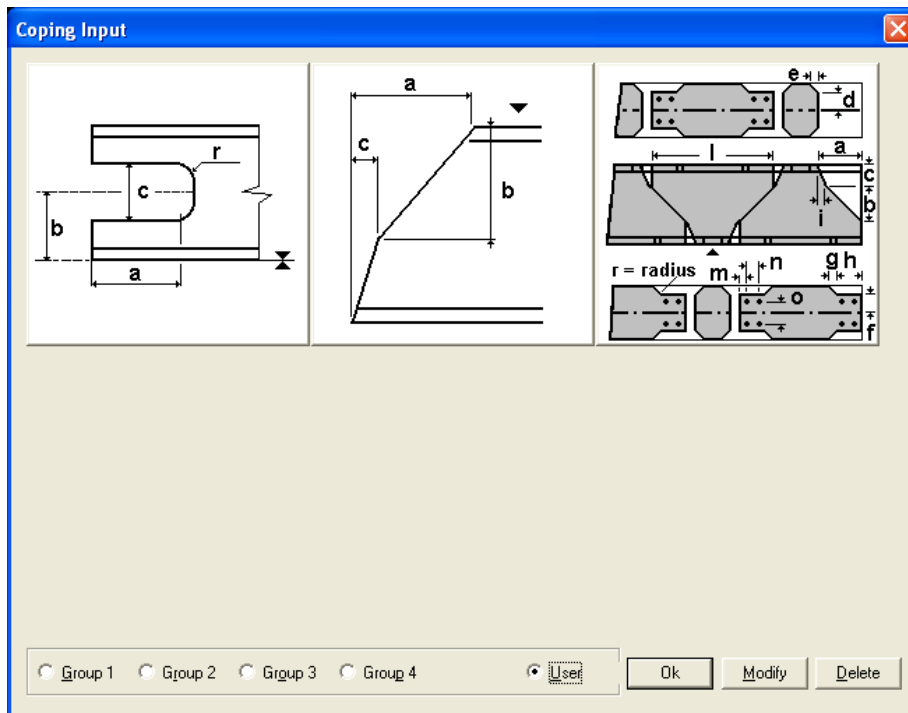 Coping Input
r
c
b
a
a
c
b
e
d
l
a
c
b
i
n
g h
r = radius
m
o
f
Group 1
Group 2
Group 3
Group 4
User
Ok
Modify
Delete